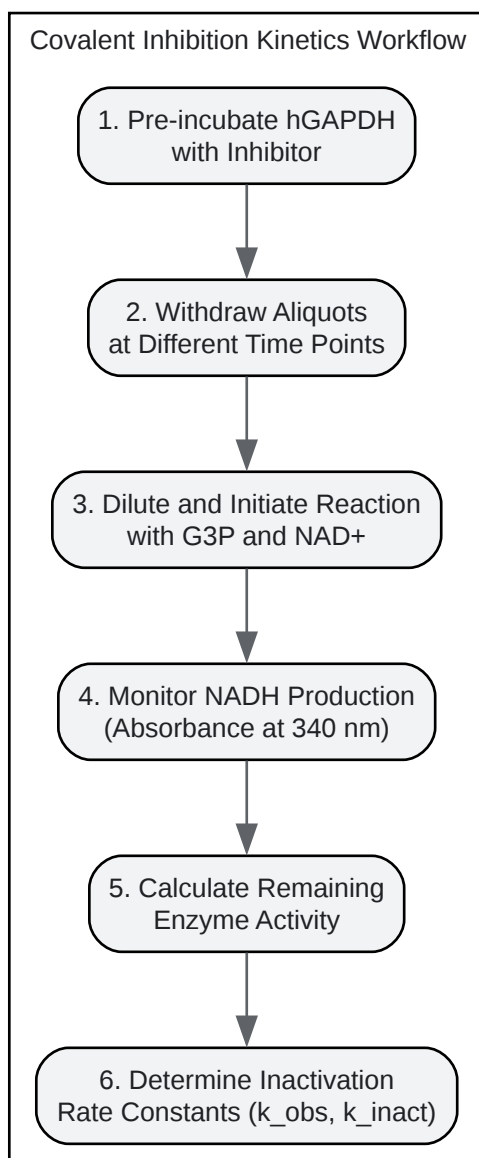 Covalent Inhibition Kinetics Workflow
1. Pre-incubate hGAPDH
with Inhibitor
2. Withdraw Aliquots
at Different Time Points
3. Dilute and Initiate Reaction
with G3P and NAD+
4. Monitor NADH Production
(Absorbance at 340 nm)
5. Calculate Remaining
Enzyme Activity
6. Determine Inactivation
Rate Constants (k_obs, k_inact)